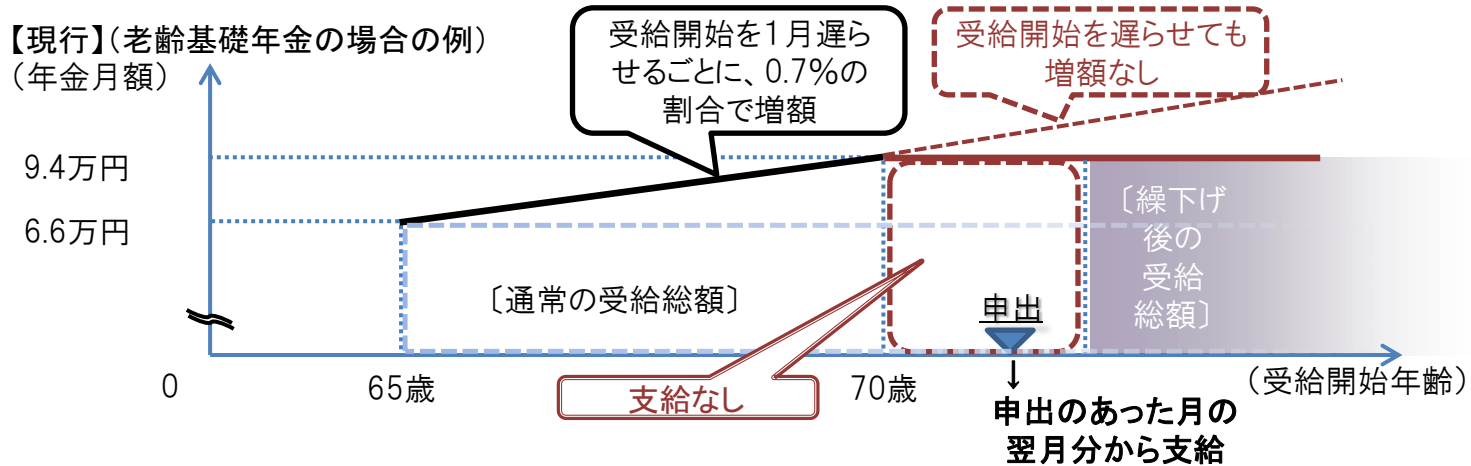 【現行】(老齢基礎年金の場合の例)
(年金月額)
受給開始を1月遅ら
せるごとに、0.7%の
割合で増額
受給開始を遅らせても
増額なし
9.4万円
6.6万円
〔通常の受給総額〕
〔繰下げ
後の
受給
総額〕
申出
支給なし
0
65歳
70歳
(受給開始年齢)
↓
申出のあった月の
翌月分から支給